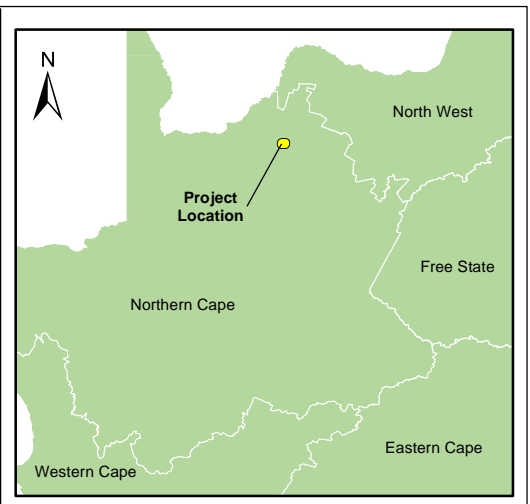 N
North West
Project
Location
Free State
Northern Cape
Eastern Cape
Western Cape